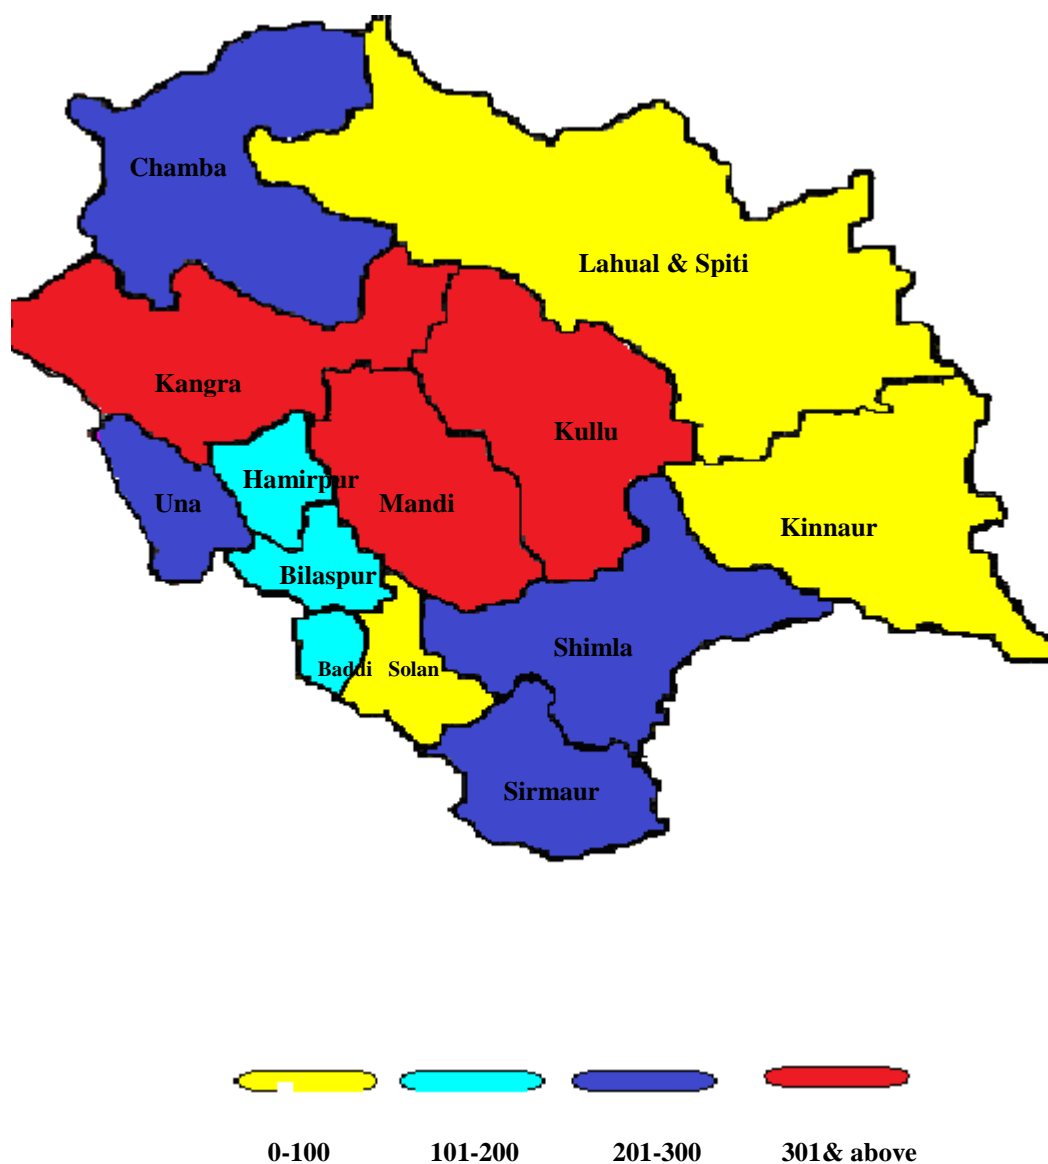 Chamba
Lahual & Spiti
Kangra
Kullu
Hamirpur
Una
Mandi
Kinnaur
Bilaspur
Shimla
Baddi
Solan
Sirmaur
0-100
101-200
201-300
301& above